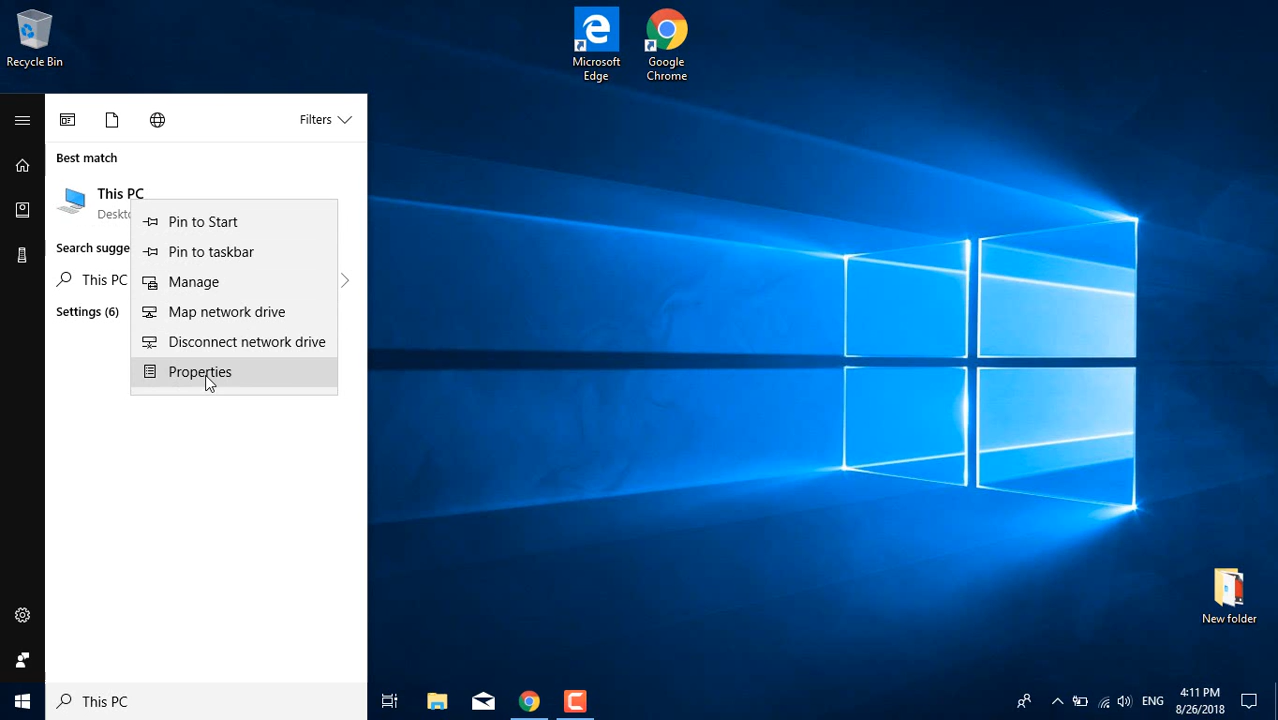 Recycle Bin
Microsoft
Edge
Google
Chrome
Filters
Best match
This PC
Pin to Start
Pin to taskbar
Search
This PC
Manage
Settings (6)
Map network drive
Disconnect network drive
Properties
New folder
This PC
ENG
4:11 PM
8/26/2018